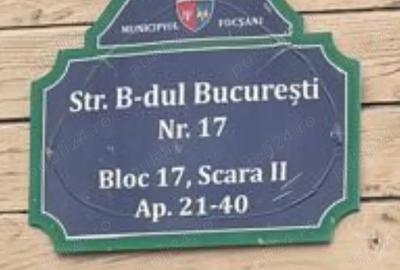 MUNICIPIUL FOCȘANI
Str. B-dul București
Nr. 17
Bloc 17, Scara II
Ap. 21-40